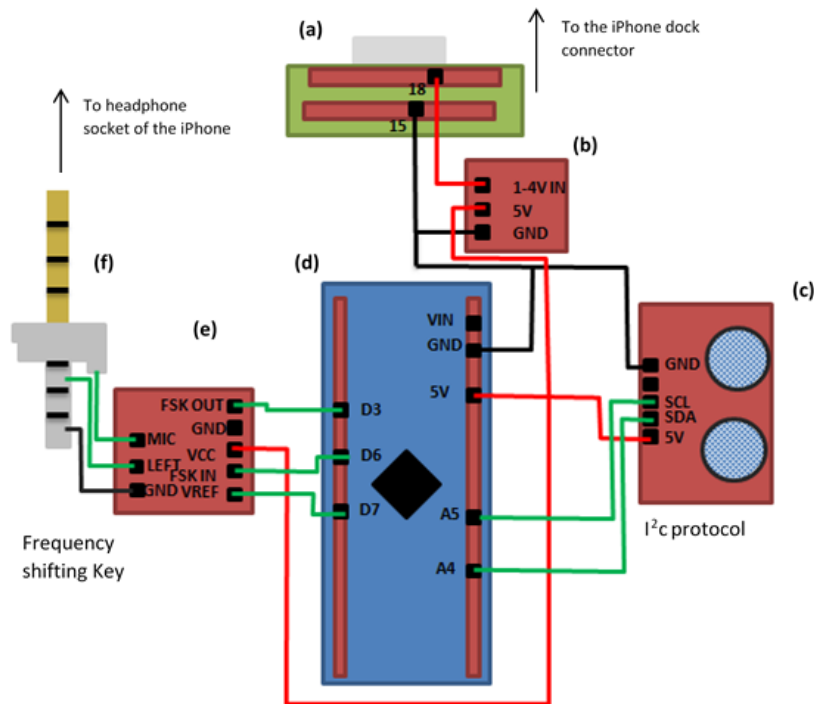 (a)
To the iPhone dock
connector
18
15
To headphone
socket of the iPhone
(b)
1-4V IN
5V
GND
(f)
(d)
(c)
(e)
VIN
GND
5V
D3
D6
D7
A5
A4
GND
SCL
SDA
5V
I²c protocol
FSK OUT
GND
MIC
VCC
LEFT
FSK IN
GND
VREF
Frequency
shifting Key